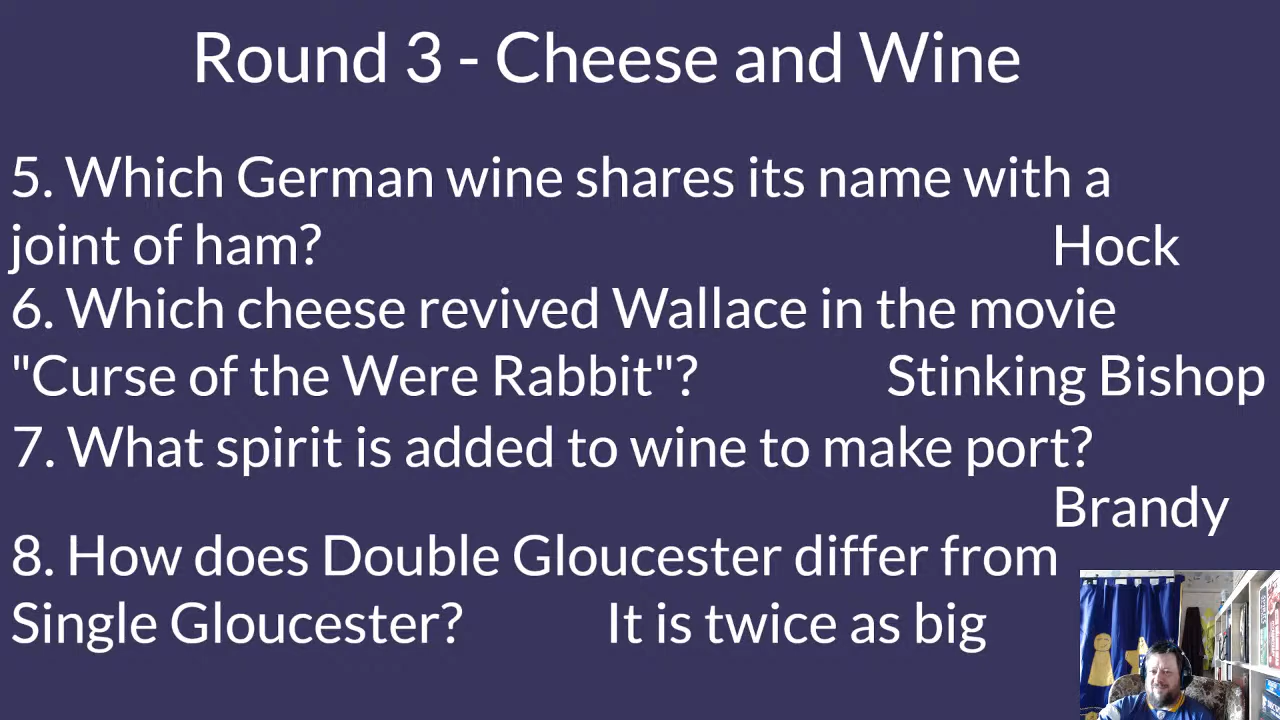 Round 3 - Cheese and Wine
5. Which German wine shares its name with a
joint of ham? Hock
6. Which cheese revived Wallace in the movie
"Curse of the Were Rabbit"? Stinking Bishop
7. What spirit is added to wine to make port?
Brandy
8. How does Double Gloucester differ from
Single Gloucester? It is twice as big